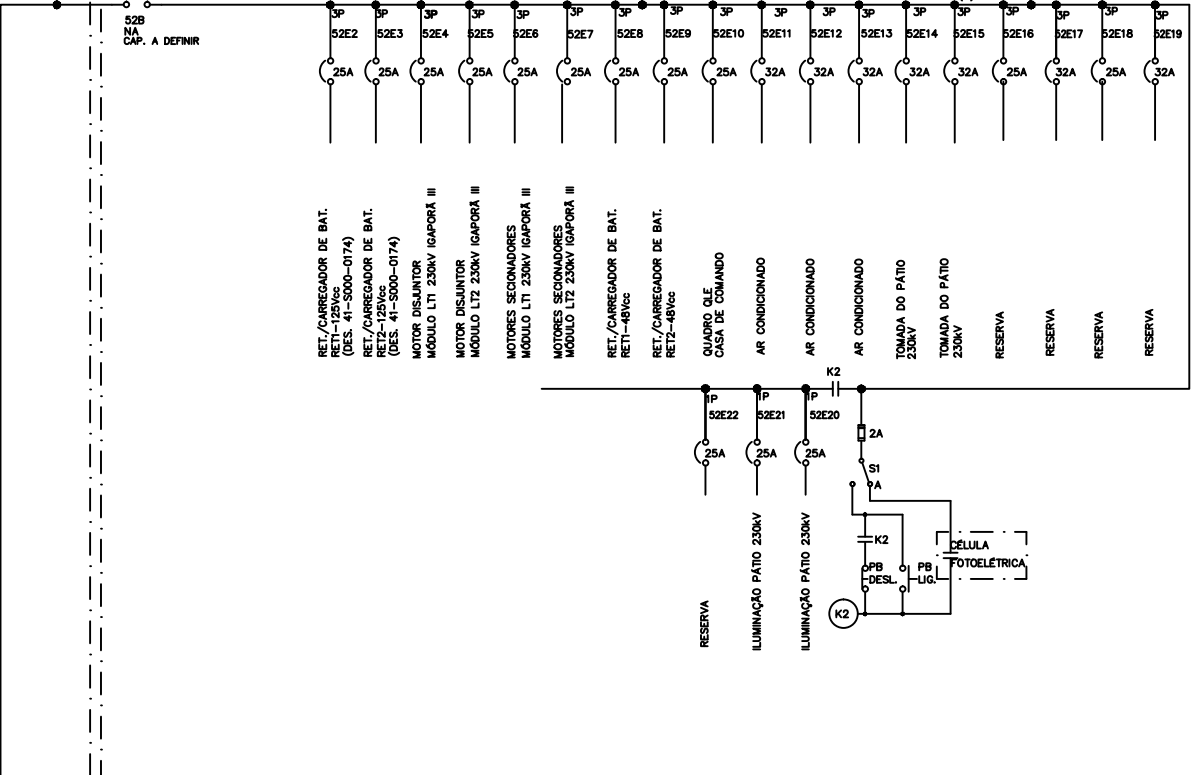 52B
NA
CAP. A DEFINIR
3P 3P 3P 3P 3P 3P 3P 3P 3P 3P 3P 3P 3P 3P 3P 3P 3P 3P
52E2 52E3 52E4 52E5 52E6 52E7 52E8 52E9 52E10 52E11 52E12 52E13 52E14 52E15 52E16 52E17 52E18 52E19
25A 25A 25A 25A 25A 25A 25A 25A 25A 32A 32A 32A 32A 32A 25A 32A 25A 32A
RET./CARREGADOR DE BAT.
RET1-125Vcc
(DES. 41-S000-0174)
RET./CARREGADOR DE BAT.
RET2-125Vcc
(DES. 41-S000-0174)
MOTOR DISJUNTOR
MÓDULO LT1 230kV IGAPORÃ III
MOTOR DISJUNTOR
MÓDULO LT2 230kV IGAPORÃ III
MOTORES SECIONADORES
MÓDULO LT1 230kV IGAPORÃ III
MOTORES SECIONADORES
MÓDULO LT2 230kV IGAPORÃ III
RET./CARREGADOR DE BAT.
RET1-48Vcc
RET./CARREGADOR DE BAT.
RET2-48Vcc
QUADRO QLE
CASA DE COMANDO
AR CONDICIONADO
AR CONDICIONADO
AR CONDICIONADO
TOMADA DO PÁTIO
230kV
TOMADA DO PÁTIO
230kV
RESERVA
RESERVA
RESERVA
RESERVA
K2
1P 1P 1P
52E22 52E21 52E20
25A 25A 25A
2A
S1
A
K2
PB
DESL.
PB
LIG.
CÉLULA
FOTOELÉTRICA
K2
RESERVA
ILUMINAÇÃO PÁTIO 230kV
ILUMINAÇÃO PÁTIO 230kV